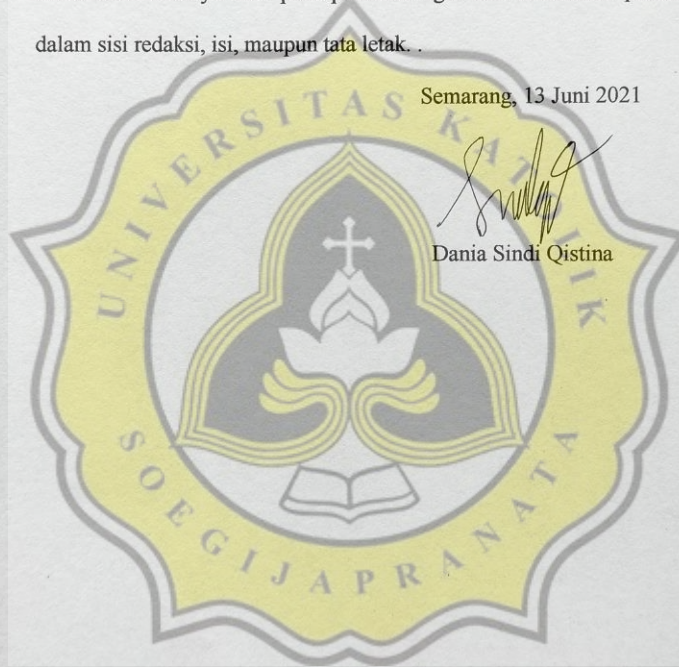 dalam sisi redaksi, isi, maupun tata letak. .
Semarang, 13 Juni 2021
Dania Sindi Qistina
UNIVERSITAS KATOLIK
SOEGIJAPRANATA